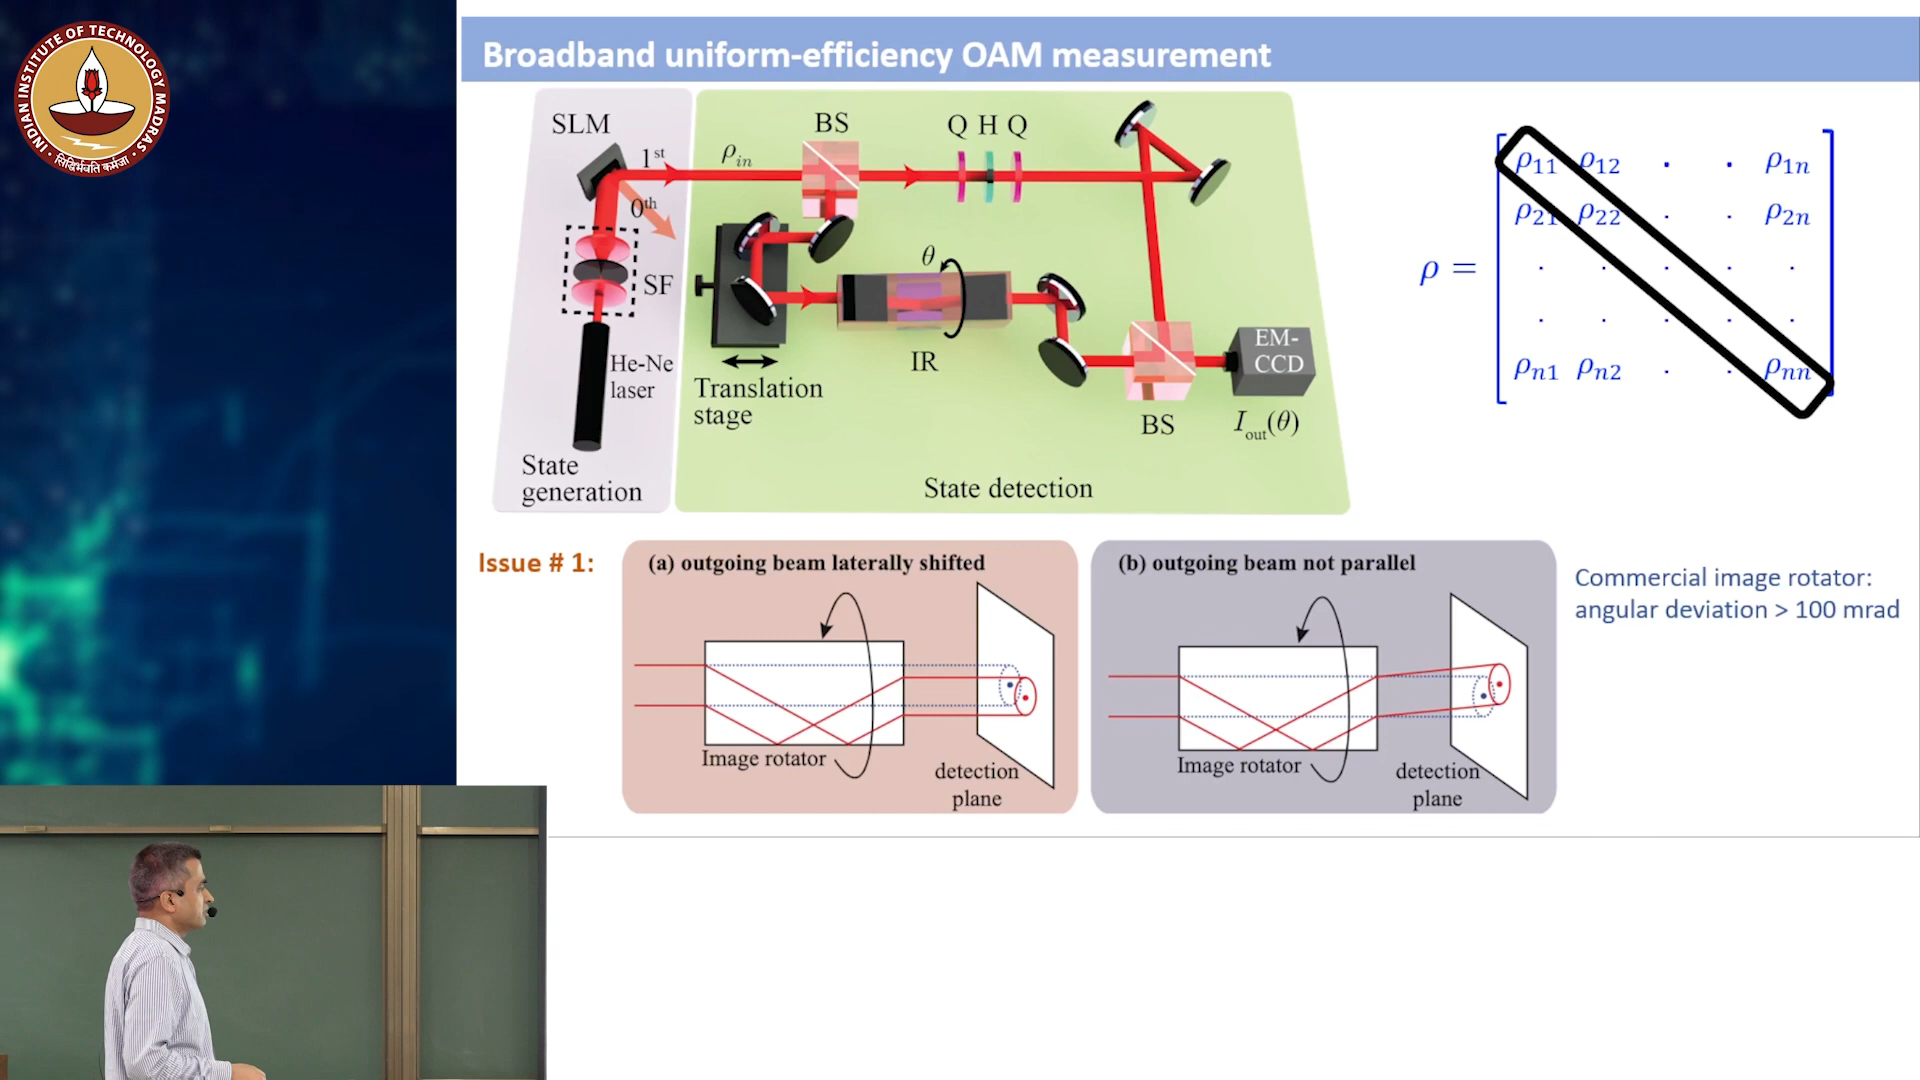 INDIAN INSTITUTE OF TECHNOLOGY MADRAS
सिद्धिर्भवति कर्मजा
Broadband uniform-efficiency OAM measurement
SLM
1st
0th
SF
He-Ne
laser
State
generation
ρin
BS
Q H Q
θ
IR
Translation
stage
BS
EM-
CCD
Iout(θ)
State detection
ρ =
ρ11 ρ12 . . ρ1n
ρ21 ρ22 . . ρ2n
. . . . .
. . . . .
ρn1 ρn2 . . ρnn
Issue # 1:
(a) outgoing beam laterally shifted
Image rotator
detection
plane
(b) outgoing beam not parallel
Image rotator
detection
plane
Commercial image rotator:
angular deviation > 100 mrad